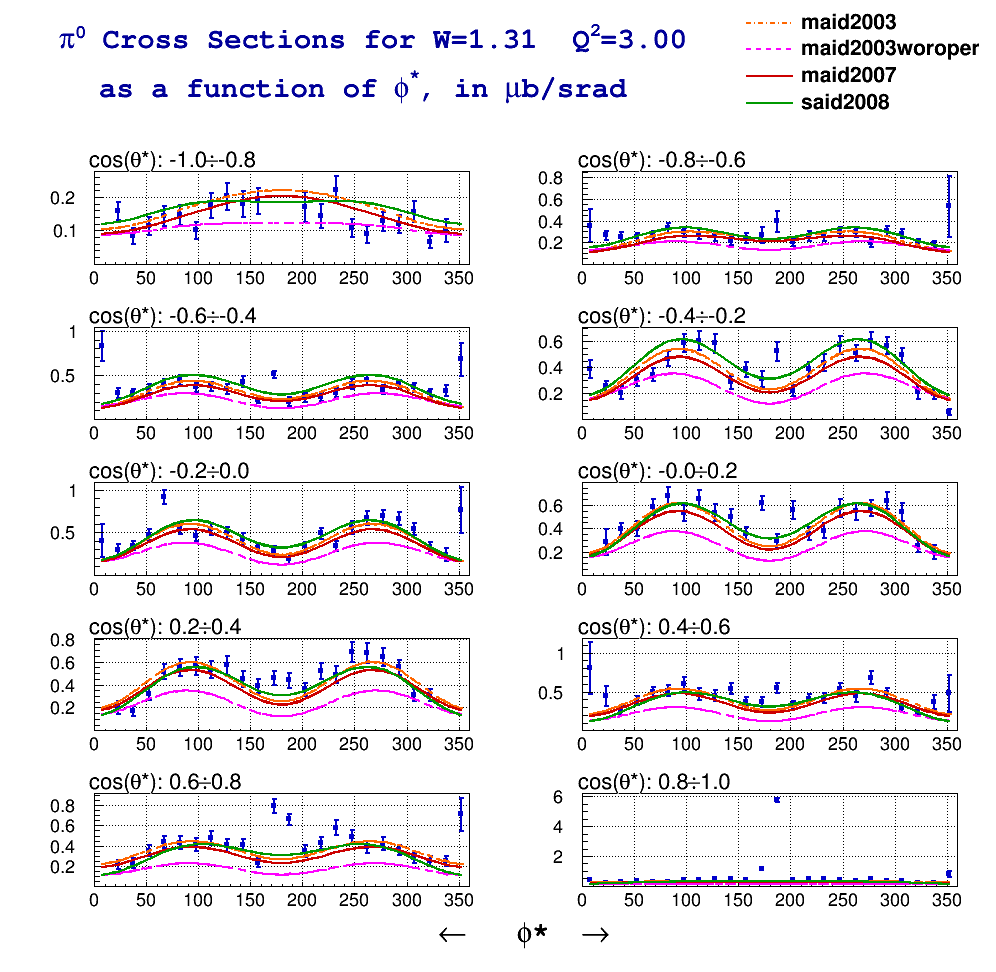 π⁰ Cross Sections for W=1.31 Q²=3.00
as a function of ϕ*, in μb/srad
maid2003
maid2003woroper
maid2007
said2008
cos(θ*): -1.0÷-0.8
0.2
0.1
0 50 100 150 200 250 300 350
cos(θ*): -0.8÷-0.6
0.8
0.6
0.4
0.2
0 50 100 150 200 250 300 350
cos(θ*): -0.6÷-0.4
1
0.5
0 50 100 150 200 250 300 350
cos(θ*): -0.4÷-0.2
0.6
0.4
0.2
0 50 100 150 200 250 300 350
cos(θ*): -0.2÷0.0
1
0.5
0 50 100 150 200 250 300 350
cos(θ*): -0.0÷0.2
0.6
0.4
0.2
0 50 100 150 200 250 300 350
cos(θ*): 0.2÷0.4
0.8
0.6
0.4
0.2
0 50 100 150 200 250 300 350
cos(θ*): 0.4÷0.6
1
0.5
0 50 100 150 200 250 300 350
cos(θ*): 0.6÷0.8
0.8
0.6
0.4
0.2
0 50 100 150 200 250 300 350
cos(θ*): 0.8÷1.0
6
4
2
0 50 100 150 200 250 300 350
← ϕ* →